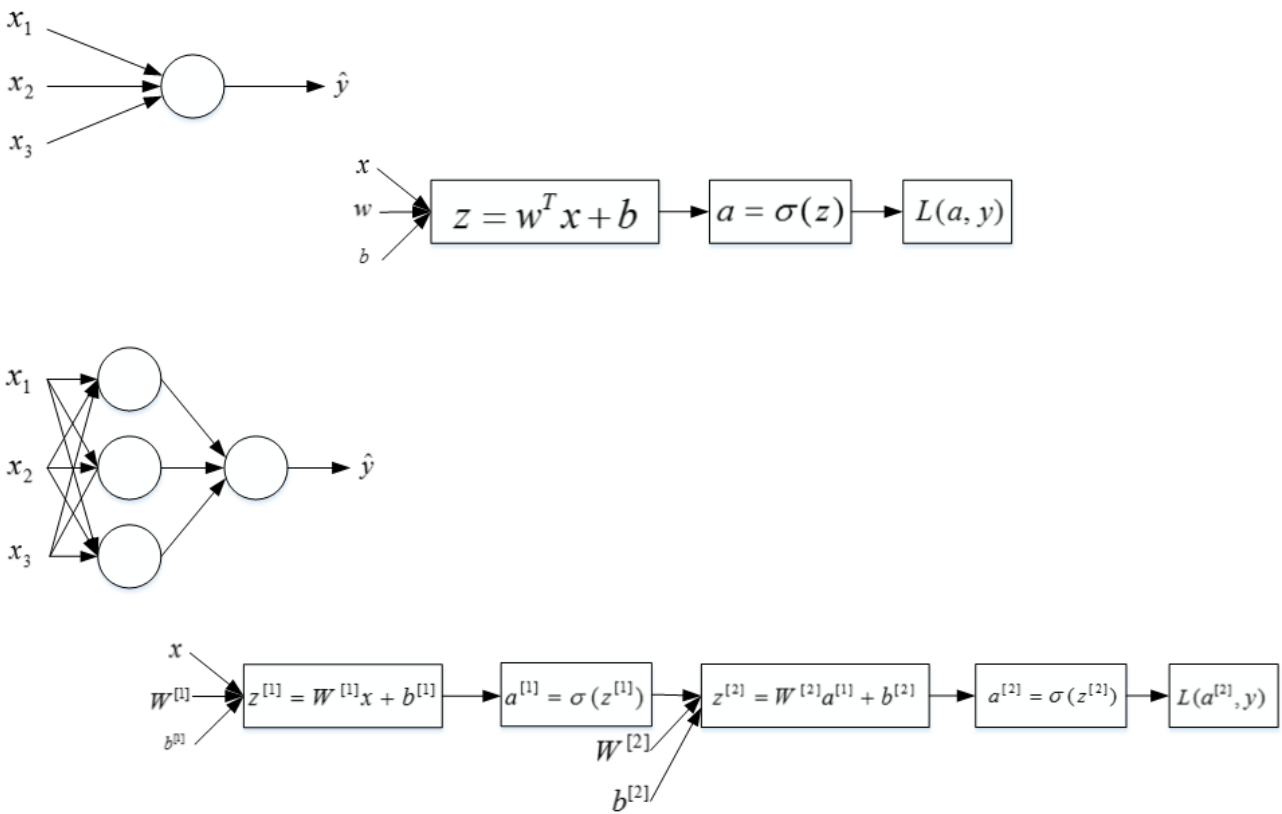 x₁
x₂
x₃
ŷ
x
w
b
z = wᵀx + b
a = σ(z)
L(a, y)
x₁
x₂
x₃
ŷ
x
W^[1]
b^[1]
z^[1] = W^[1]x + b^[1]
a^[1] = σ(z^[1])
W^[2]
b^[2]
z^[2] = W^[2]a^[1] + b^[2]
a^[2] = σ(z^[2])
L(a^[2], y)